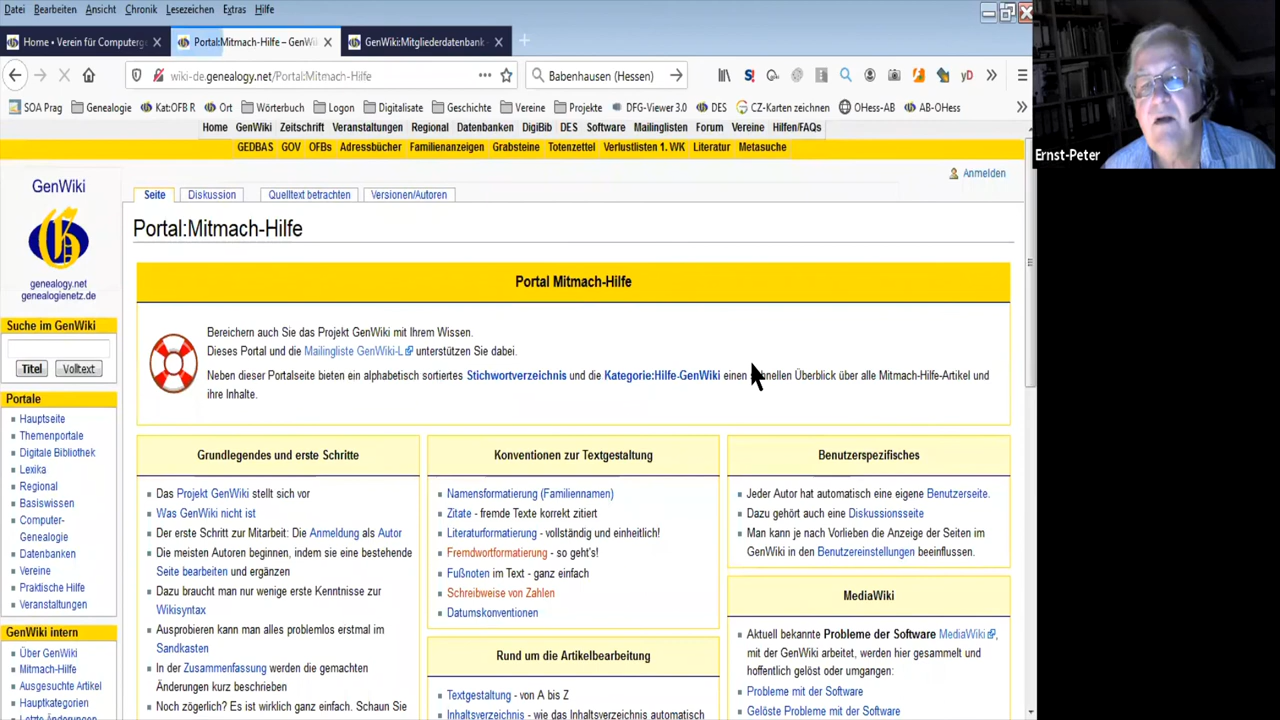 Datei Bearbeiten Ansicht Chronik Lesezeichen Extras Hilfe
Home • Verein für Computerge
Portal:Mitmach-Hilfe – GenWi
GenWiki:Mitgliederdatenbank -
wiki-de.genealogy.net/Portal:Mitmach-Hilfe
Babenhausen (Hessen)
yD
SOA Prag Genealogie Kat:OFB R Ort Wörterbuch Logon Digitalisate Geschichte Vereine Projekte DFG-Viewer 3.0 DES CZ-Karten zeichnen OHess-AB AB-OHess
Home GenWiki Zeitschrift Veranstaltungen Regional Datenbanken DigiBib DES Software Mailinglisten Forum Vereine Hilfen/FAQs
GEDBAS GOV OFBs Adressbücher Familienanzeigen Grabsteine Totenzettel Verlustlisten 1. WK Literatur Metasuche
Ernst-Peter
Anmelden
GenWiki
genealogy.net
genealogienetz.de
Suche im GenWiki
Titel Volltext
Portale
Hauptseite
Themenportale
Digitale Bibliothek
Lexika
Regional
Basiswissen
Computer-
Genealogie
Datenbanken
Vereine
Praktische Hilfe
Veranstaltungen
GenWiki intern
Über GenWiki
Mitmach-Hilfe
Ausgesuchte Artikel
Hauptkategorien
Letzte Änderungen
Seite Diskussion Quelltext betrachten Versionen/Autoren
Portal:Mitmach-Hilfe
Portal Mitmach-Hilfe
Bereichern auch Sie das Projekt GenWiki mit Ihrem Wissen.
Dieses Portal und die Mailingliste GenWiki-L unterstützen Sie dabei.
Neben dieser Portalseite bieten ein alphabetisch sortiertes Stichwortverzeichnis und die Kategorie:Hilfe-GenWiki einen schnellen Überblick über alle Mitmach-Hilfe-Artikel und
ihre Inhalte.
Grundlegendes und erste Schritte
Das Projekt GenWiki stellt sich vor
Was GenWiki nicht ist
Der erste Schritt zur Mitarbeit: Die Anmeldung als Autor
Die meisten Autoren beginnen, indem sie eine bestehende
Seite bearbeiten und ergänzen
Dazu braucht man nur wenige erste Kenntnisse zur
Wikisyntax
Ausprobieren kann man alles problemlos erstmal im
Sandkasten
In der Zusammenfassung werden die gemachten
Änderungen kurz beschrieben
Noch zögerlich? Es ist wirklich ganz einfach. Schaun Sie
Konventionen zur Textgestaltung
Namensformatierung (Familiennamen)
Zitate - fremde Texte korrekt zitiert
Literaturformatierung - vollständig und einheitlich!
Fremdwortformatierung - so geht's!
Fußnoten im Text - ganz einfach
Schreibweise von Zahlen
Datumskonventionen
Rund um die Artikelbearbeitung
Textgestaltung - von A bis Z
Inhaltsverzeichnis - wie das Inhaltsverzeichnis automatisch
Benutzerspezifisches
Jeder Autor hat automatisch eine eigene Benutzerseite.
Dazu gehört auch eine Diskussionsseite
Man kann je nach Vorlieben die Anzeige der Seiten im
GenWiki in den Benutzereinstellungen beeinflussen.
MediaWiki
Aktuell bekannte Probleme der Software MediaWiki,
mit der GenWiki arbeitet, werden hier gesammelt und
hoffentlich gelöst oder umgangen:
Probleme mit der Software
Gelöste Probleme mit der Software